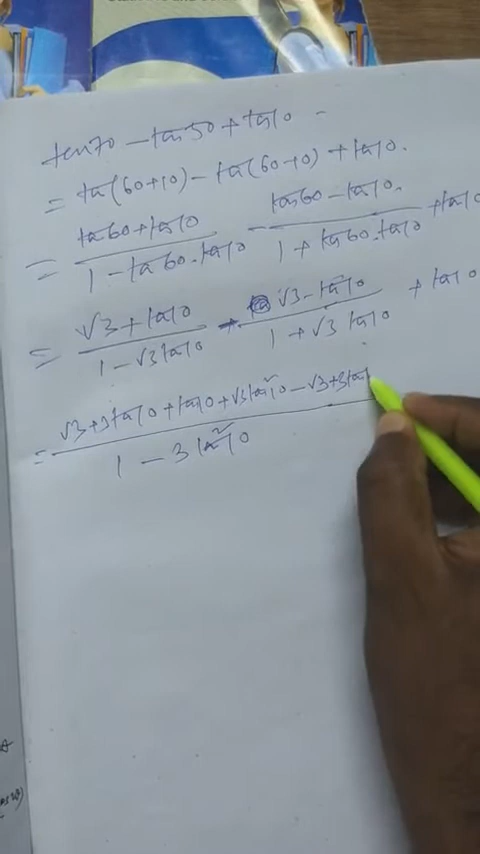 tan70 - tan50 + tan10
= tan(60+10) - tan(60-10) + tan10.
= tan60+tan10 / 1 - tan60.tan10 - tan60 - tan10. / 1 + tan60.tan10 + tan10
= √3 + tan10 / 1 - √3 tan10 - √3 - tan10 / 1 + √3 tan10 + tan10
= √3 + 3tan10 + tan10 + √3tan²10 - √3 + 3tan / 1 - 3tan²10